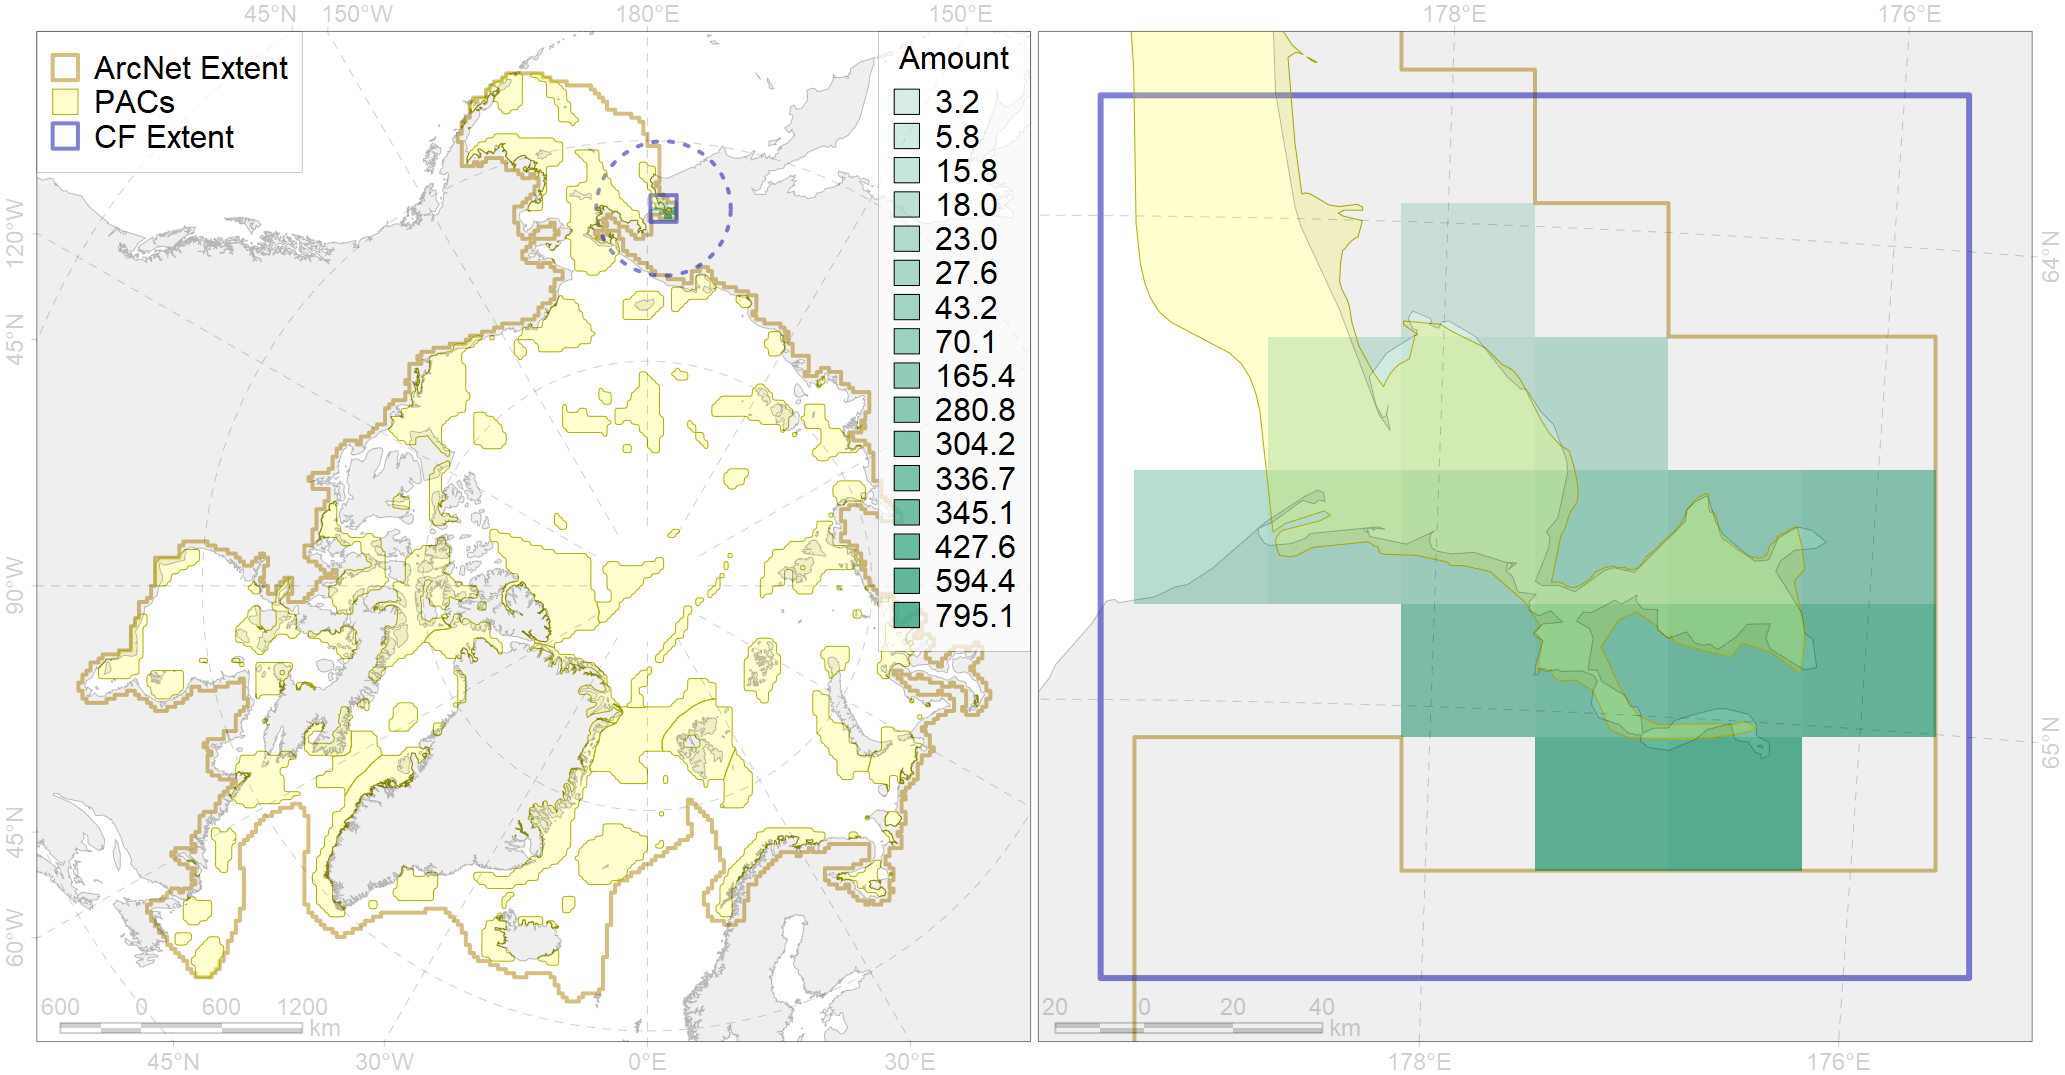 45°N 150°W 180°E 150°E 178°E 176°E
ArcNet Extent
PACs
CF Extent
Amount
3.2
5.8
15.8
18.0
23.0
27.6
43.2
70.1
165.4
280.8
304.2
336.7
345.1
427.6
594.4
795.1
120°W
45°N
90°W
45°N
60°W
64°N
65°N
600 0 600 1200
km
20 0 20 40
km
45°N 30°W 0°E 30°E 178°E 176°E